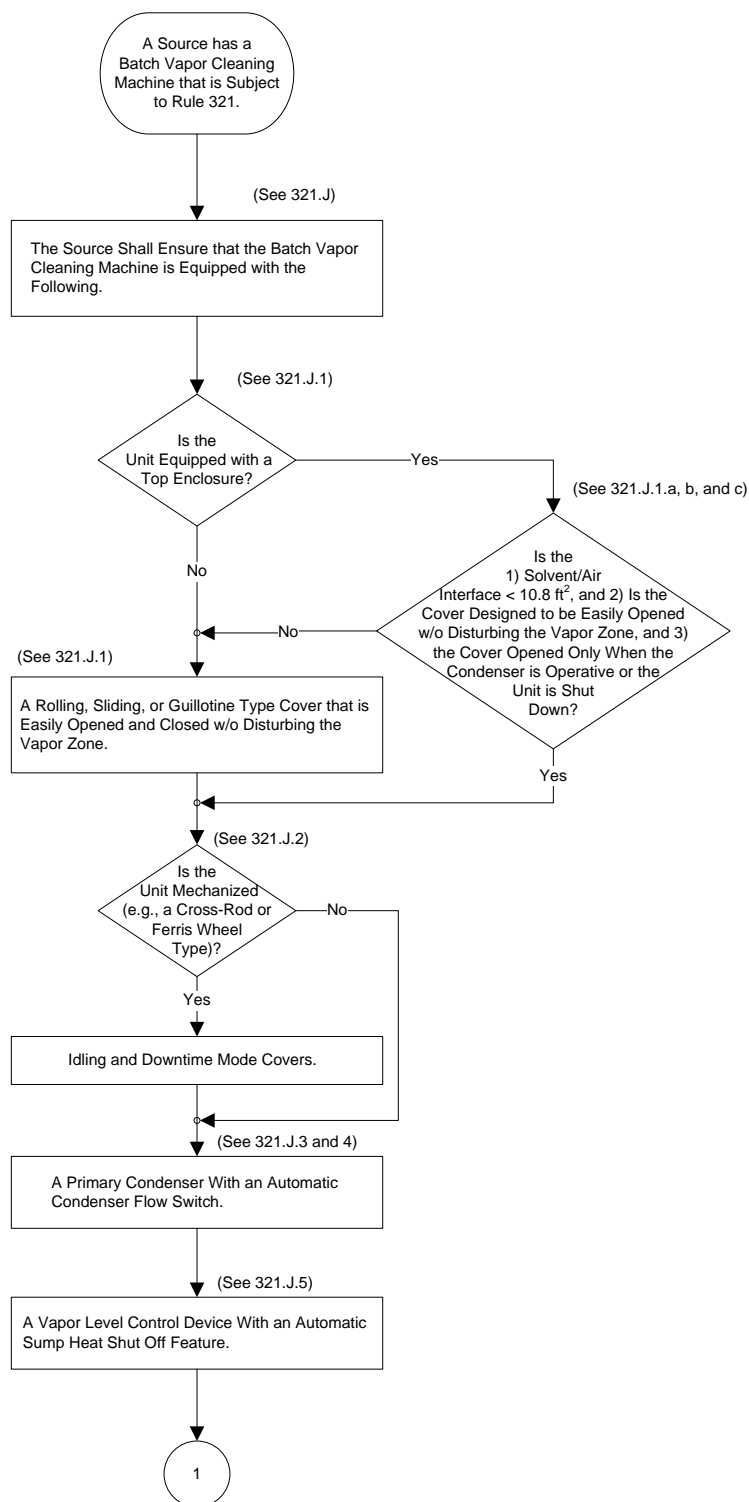 A Source has a
Batch Vapor Cleaning
Machine that is Subject
to Rule 321.
(See 321.J)
The Source Shall Ensure that the Batch Vapor
Cleaning Machine is Equipped with the
Following.
(See 321.J.1)
Is the
Unit Equipped with a
Top Enclosure?
Yes
(See 321.J.1.a, b, and c)
Is the
1) Solvent/Air
Interface < 10.8 ft², and 2) Is the
Cover Designed to be Easily Opened
w/o Disturbing the Vapor Zone, and 3)
the Cover Opened Only When the
Condenser is Operative or the
Unit is Shut
Down?
No
No
(See 321.J.1)
A Rolling, Sliding, or Guillotine Type Cover that is
Easily Opened and Closed w/o Disturbing the
Vapor Zone.
Yes
(See 321.J.2)
Is the
Unit Mechanized
(e.g., a Cross-Rod or
Ferris Wheel
Type)?
No
Yes
Idling and Downtime Mode Covers.
(See 321.J.3 and 4)
A Primary Condenser With an Automatic
Condenser Flow Switch.
(See 321.J.5)
A Vapor Level Control Device With an Automatic
Sump Heat Shut Off Feature.
1